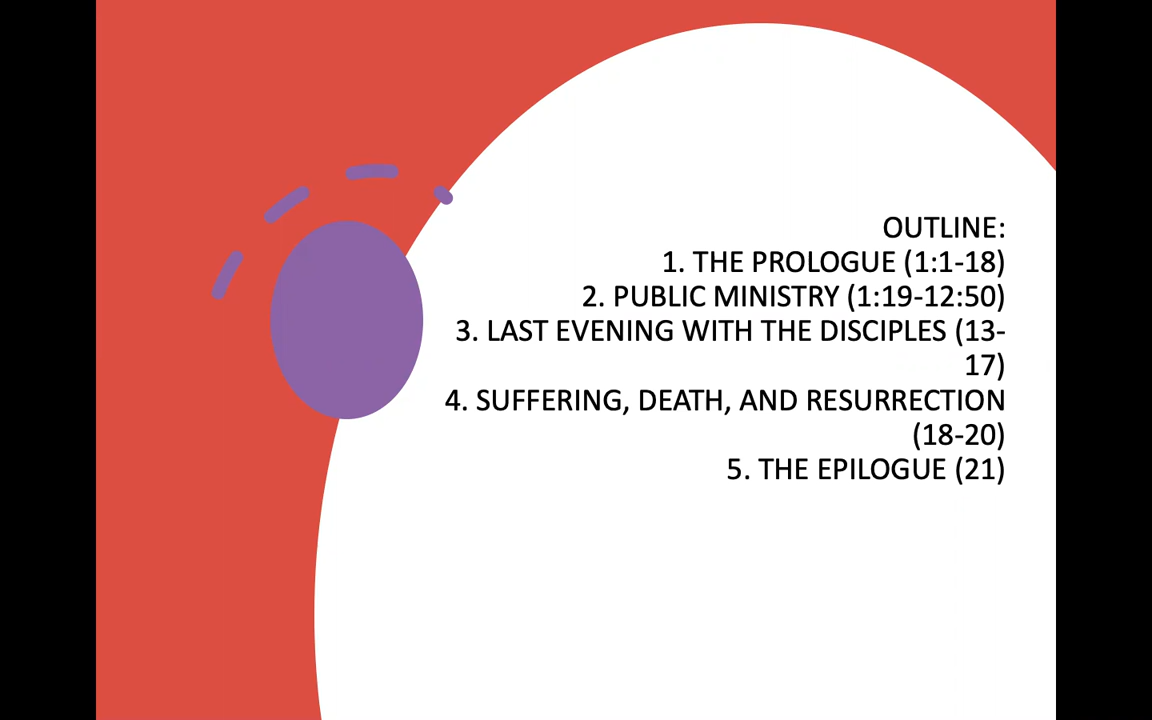 OUTLINE:
1. THE PROLOGUE (1:1-18)
2. PUBLIC MINISTRY (1:19-12:50)
3. LAST EVENING WITH THE DISCIPLES (13-
17)
4. SUFFERING, DEATH, AND RESURRECTION
(18-20)
5. THE EPILOGUE (21)